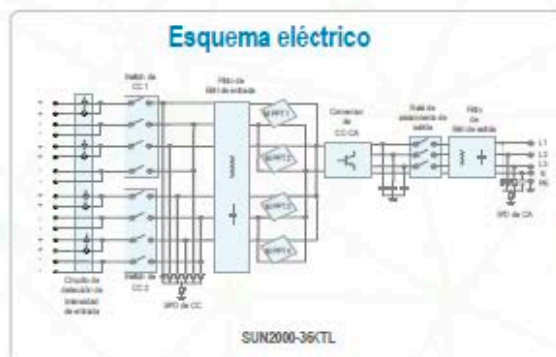 Esquema eléctrico
Switch de
CC 1
Filtro de
EMI de entrada
MPPT1
MPPT2
MPPT3
MPPT4
Conversor
de
CC-CA
Relé de
aislamiento de
salida
Filtro
de
EMI de salida
L1
L2
L3
N
PE
SPD de CA
Circuito de
detección de
intensidad
de entrada
Switch de
CC 2
SPD de CC
SUN2000-36KTL